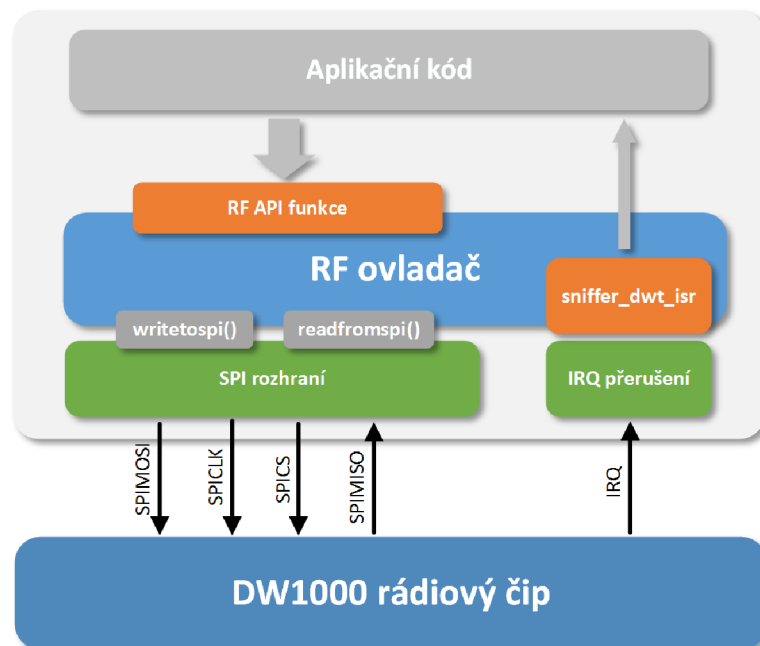 Aplikační kód
RF API funkce
RF ovladač
sniffer_dwt_isr
writetospi()
readfromspi()
SPI rozhraní
IRQ přerušení
SPIMOSI
SPICLK
SPICS
SPIMISO
IRQ
DW1000 rádiový čip